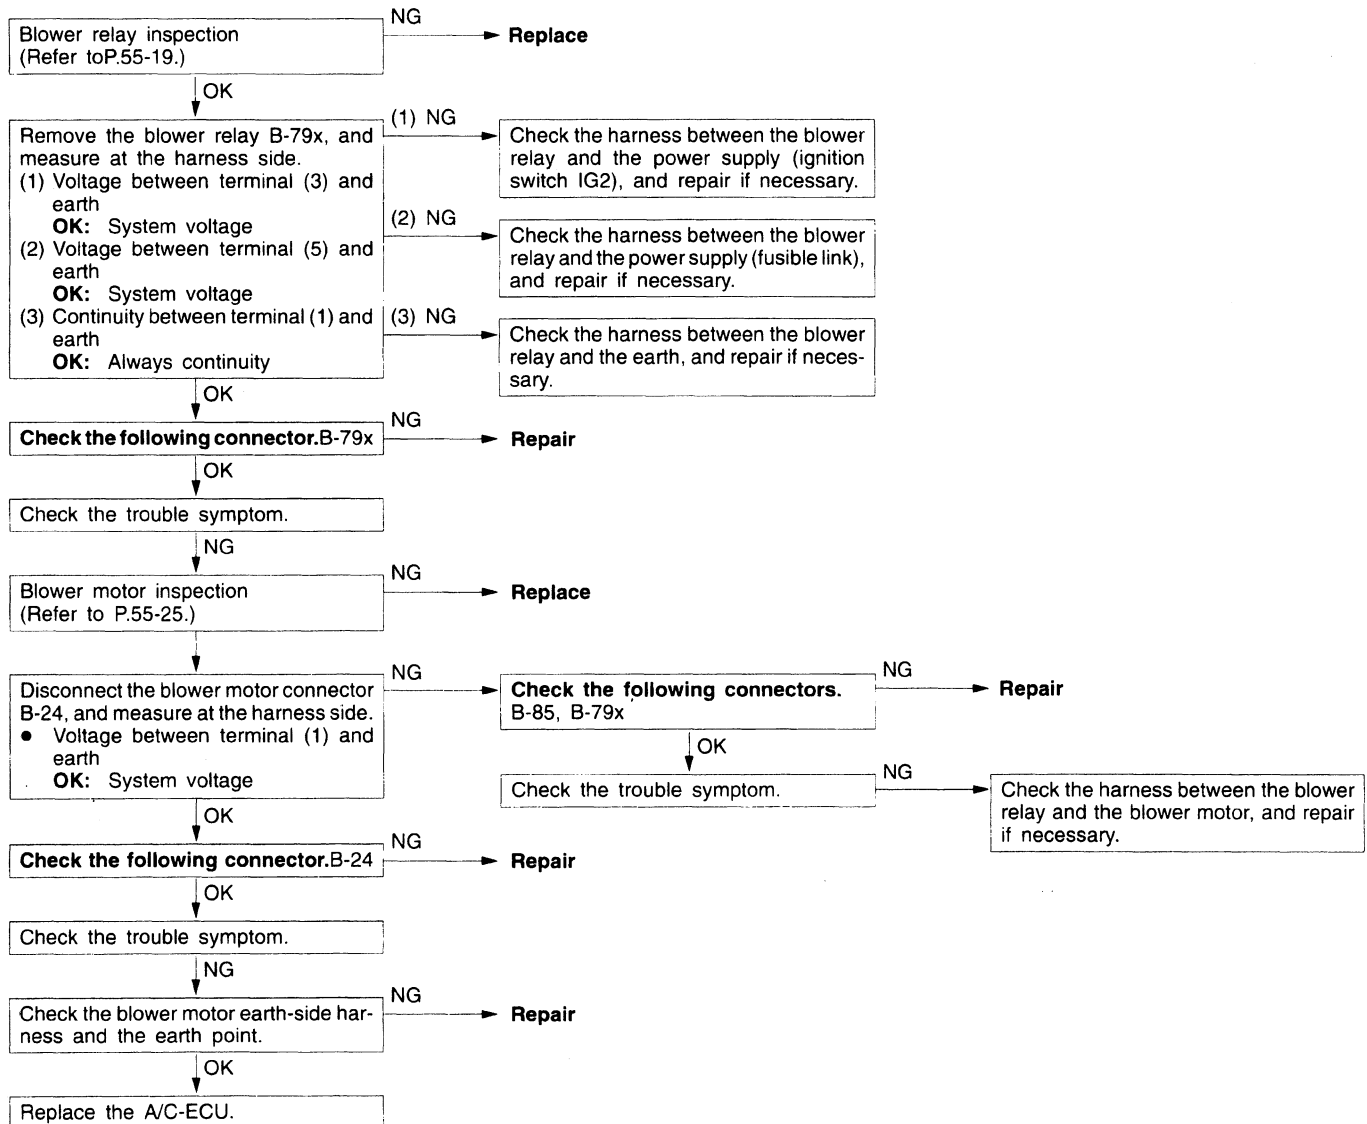 NG
Blower relay inspection
(Refer toP.55-19.)
Replace
OK
Remove the blower relay B-79x, and
measure at the harness side.
(1) Voltage between terminal (3) and
earth
OK: System voltage
(2) Voltage between terminal (5) and
earth
OK: System voltage
(3) Continuity between terminal (1) and
earth
OK: Always continuity
(1) NG
Check the harness between the blower
relay and the power supply (ignition
switch IG2), and repair if necessary.
(2) NG
Check the harness between the blower
relay and the power supply (fusible link),
and repair if necessary.
(3) NG
Check the harness between the blower
relay and the earth, and repair if neces-
sary.
OK
Check the following connector.B-79x
NG
Repair
OK
Check the trouble symptom.
NG
Blower motor inspection
(Refer to P.55-25.)
NG
Replace
Disconnect the blower motor connector
B-24, and measure at the harness side.
● Voltage between terminal (1) and
earth
OK: System voltage
NG
Check the following connectors.
B-85, B-79x
NG
Repair
OK
Check the trouble symptom.
NG
Check the harness between the blower
relay and the blower motor, and repair
if necessary.
OK
Check the following connector.B-24
NG
Repair
OK
Check the trouble symptom.
NG
Check the blower motor earth-side har-
ness and the earth point.
NG
Repair
OK
Replace the A/C-ECU.